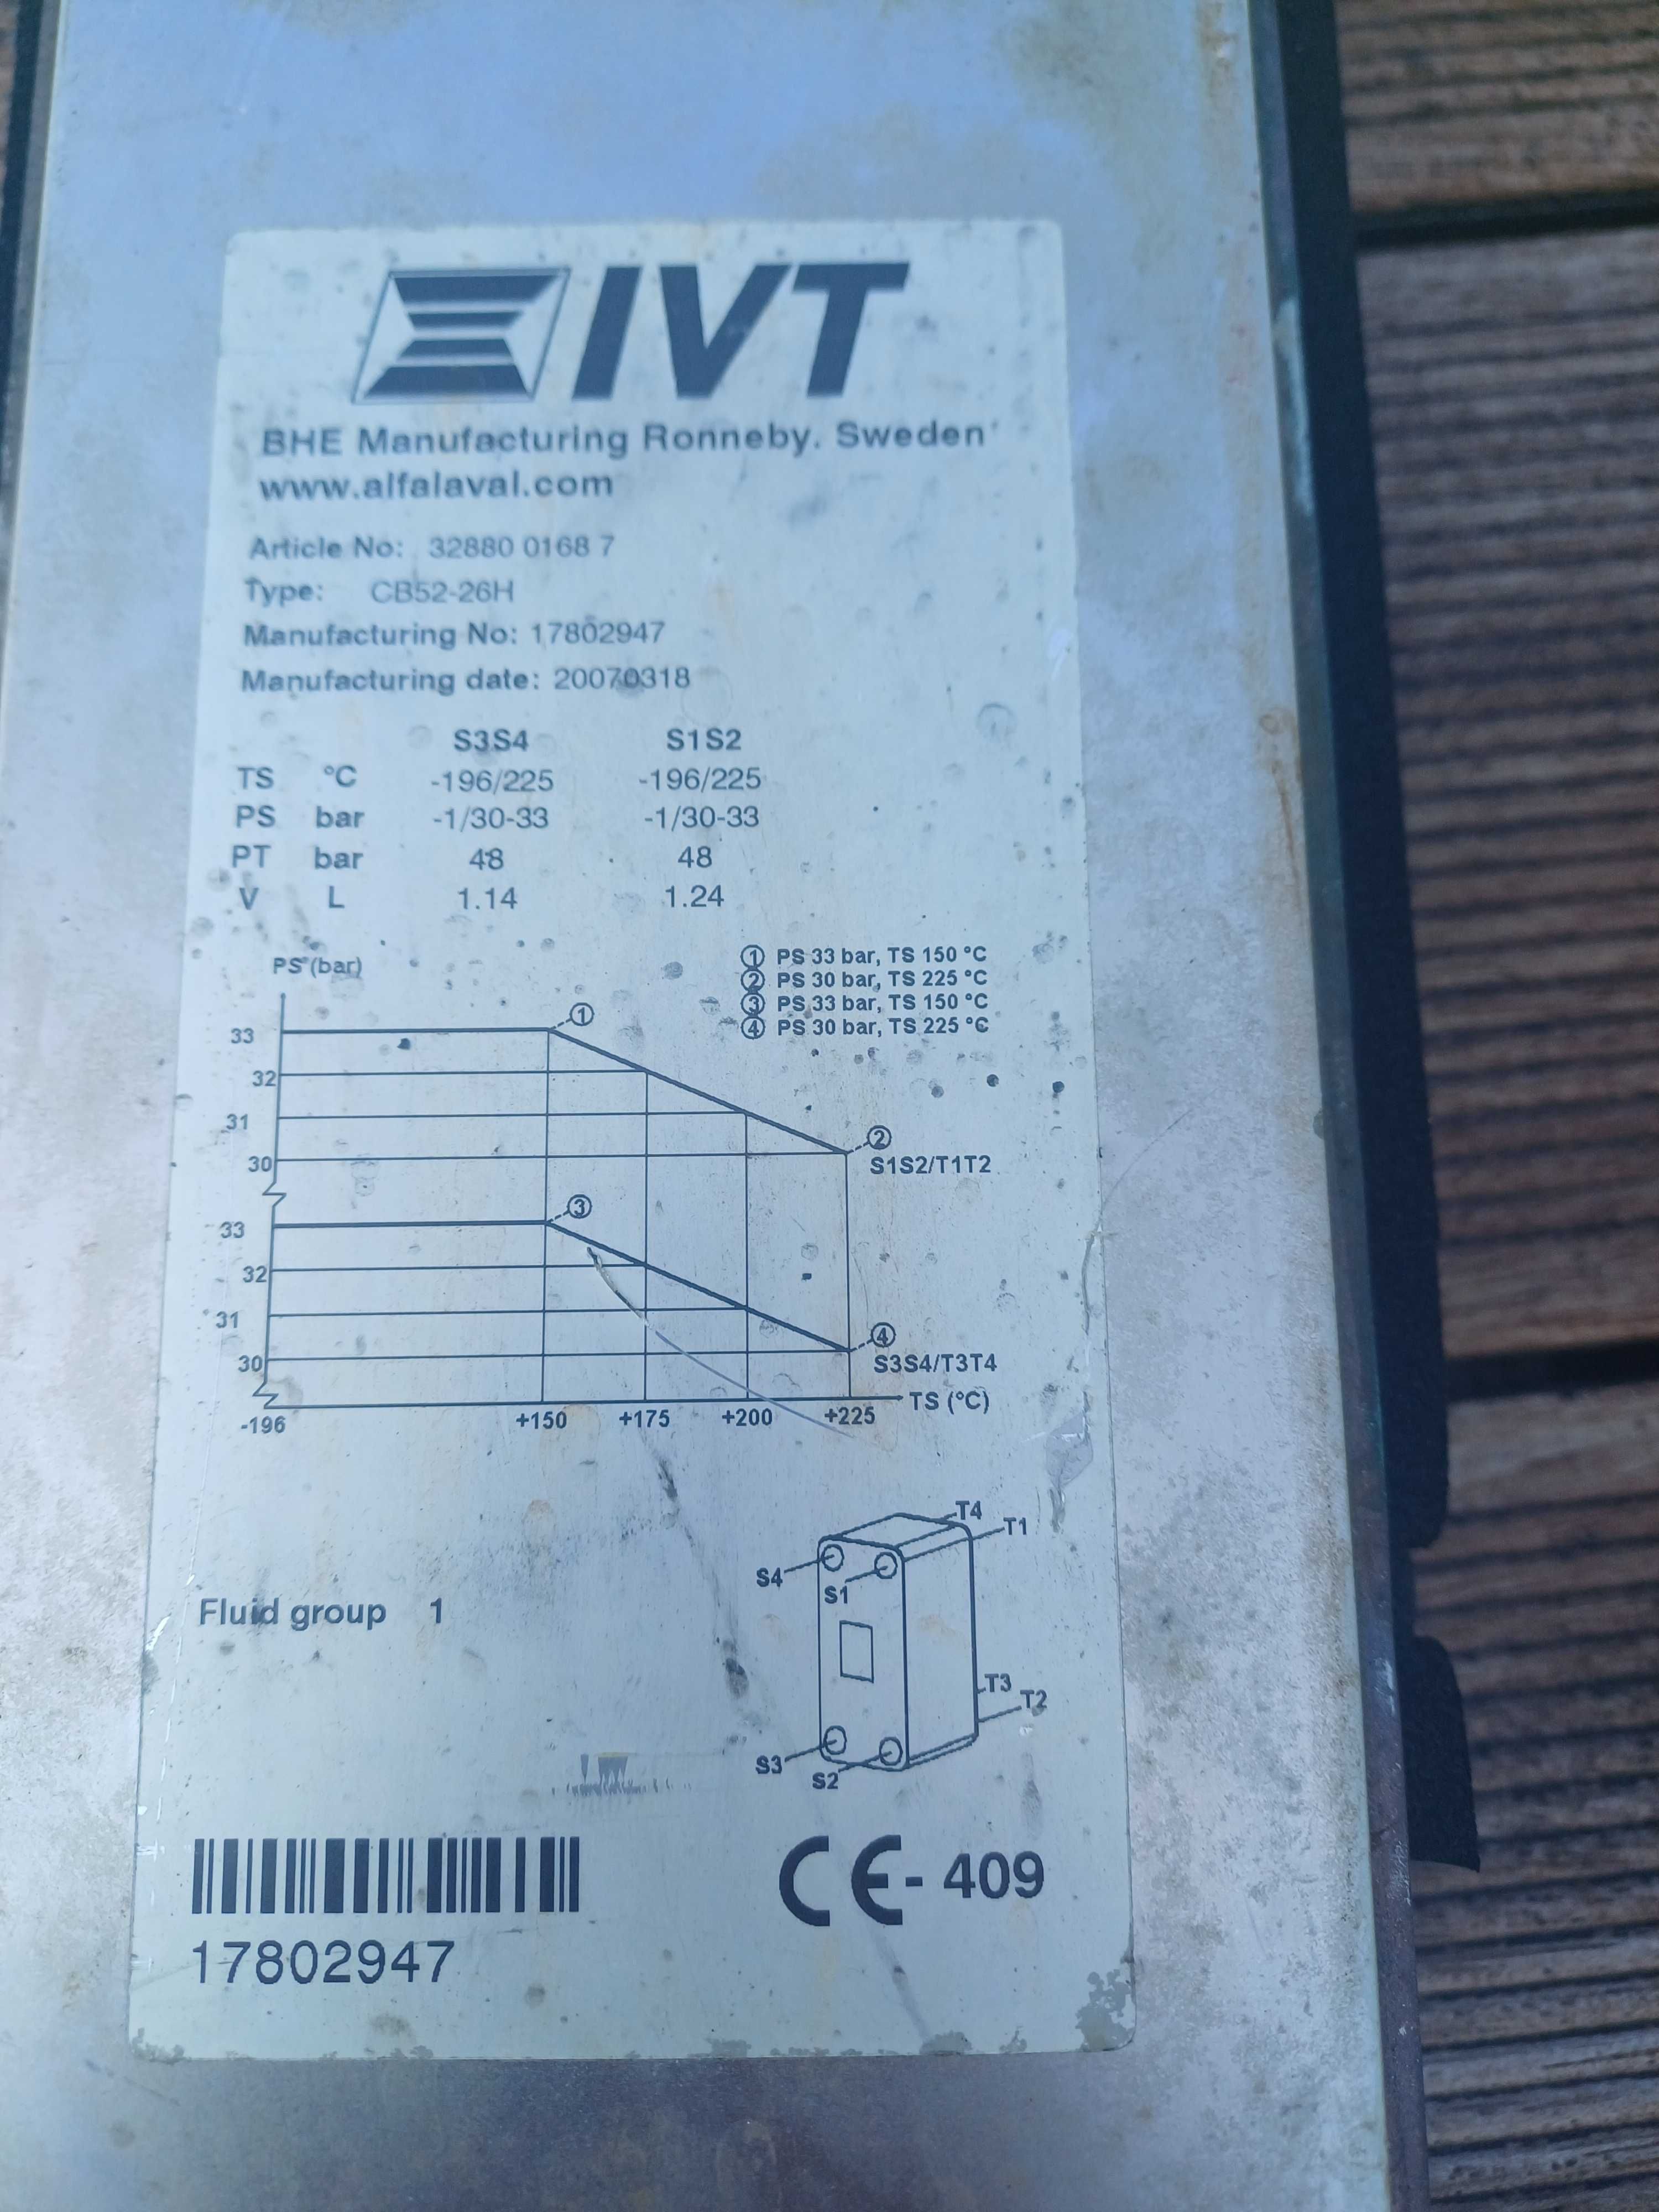 IVT
BHE Manufacturing Ronneby. Sweden
www.alfalaval.com
Article No: 32880 0168 7
Type: CB52-26H
Manufacturing No: 17802947
Manufacturing date: 20070318
S3S4 S1S2
TS °C -196/225 -196/225
PS bar -1/30-33 -1/30-33
PT bar 48 48
V L 1.14 1.24
PS (bar)
① PS 33 bar, TS 150 °C
② PS 30 bar, TS 225 °C
③ PS 33 bar, TS 150 °C
④ PS 30 bar, TS 225 °C
33 ①
32
31
30 ②
S1S2/T1T2
33 ③
32
31
30 ④
S3S4/T3T4
TS (°C)
-196 +150 +175 +200 +225
T4
T1
S4
S1
Fluid group 1
T3
T2
S3
S2
CE - 409
17802947